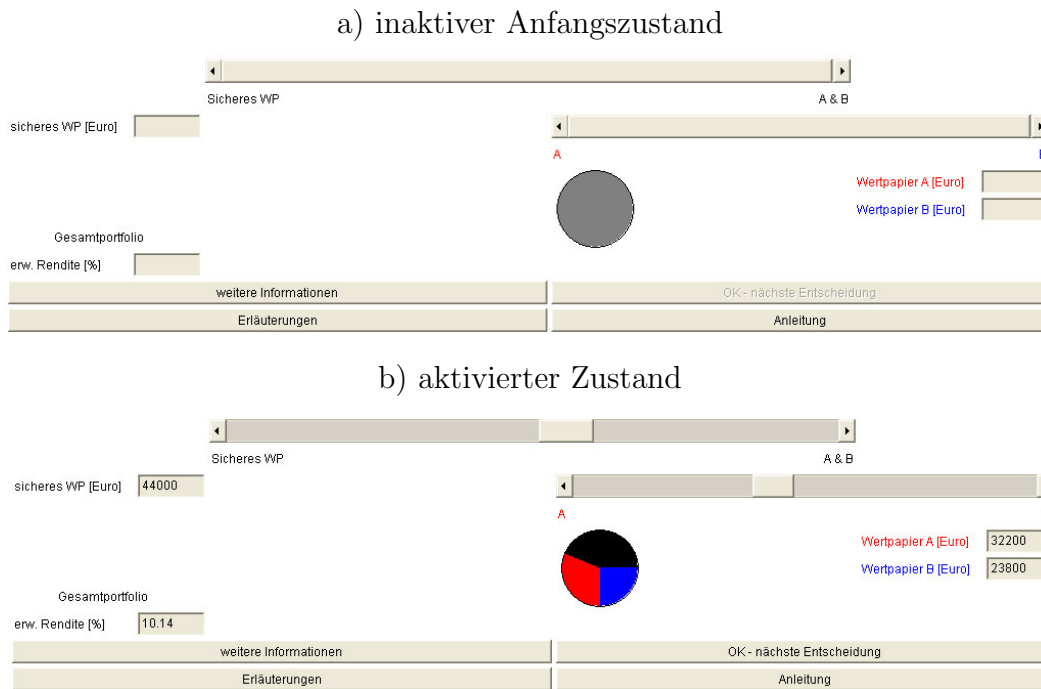 a) inaktiver Anfangszustand
Sicheres WP A & B
sicheres WP [Euro]
A
Wertpapier A [Euro]
Wertpapier B [Euro]
Gesamtportfolio
erw. Rendite [%]
weitere Informationen OK - nächste Entscheidung
Erläuterungen Anleitung
b) aktivierter Zustand
Sicheres WP A & B
sicheres WP [Euro] 44000
A
Wertpapier A [Euro] 32200
Wertpapier B [Euro] 23800
Gesamtportfolio
erw. Rendite [%] 10.14
weitere Informationen OK - nächste Entscheidung
Erläuterungen Anleitung